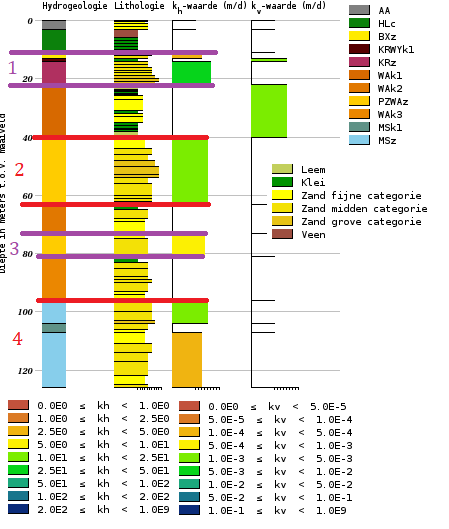 Hydrogeologie Lithologie kh-waarde (m/d) kv-waarde (m/d)
Diepte in meters t.o.v. maaiveld
0
20
40
60
80
100
120
1
2
3
4
AA
HLc
BXz
KRWYk1
KRz
WAk1
WAk2
PZWAz
WAk3
MSk1
MSz
Leem
Klei
Zand fijne categorie
Zand midden categorie
Zand grove categorie
Veen
0.0E0 ≤ kh < 1.0E0 0.0E0 ≤ kv < 5.0E-5
1.0E0 ≤ kh < 2.5E0 5.0E-5 ≤ kv < 1.0E-4
2.5E0 ≤ kh < 5.0E0 1.0E-4 ≤ kv < 5.0E-4
5.0E0 ≤ kh < 1.0E1 5.0E-4 ≤ kv < 1.0E-3
1.0E1 ≤ kh < 2.5E1 1.0E-3 ≤ kv < 5.0E-3
2.5E1 ≤ kh < 5.0E1 5.0E-3 ≤ kv < 1.0E-2
5.0E1 ≤ kh < 1.0E2 1.0E-2 ≤ kv < 5.0E-2
1.0E2 ≤ kh < 2.0E2 5.0E-2 ≤ kv < 1.0E-1
2.0E2 ≤ kh < 1.0E9 1.0E-1 ≤ kv < 1.0E9